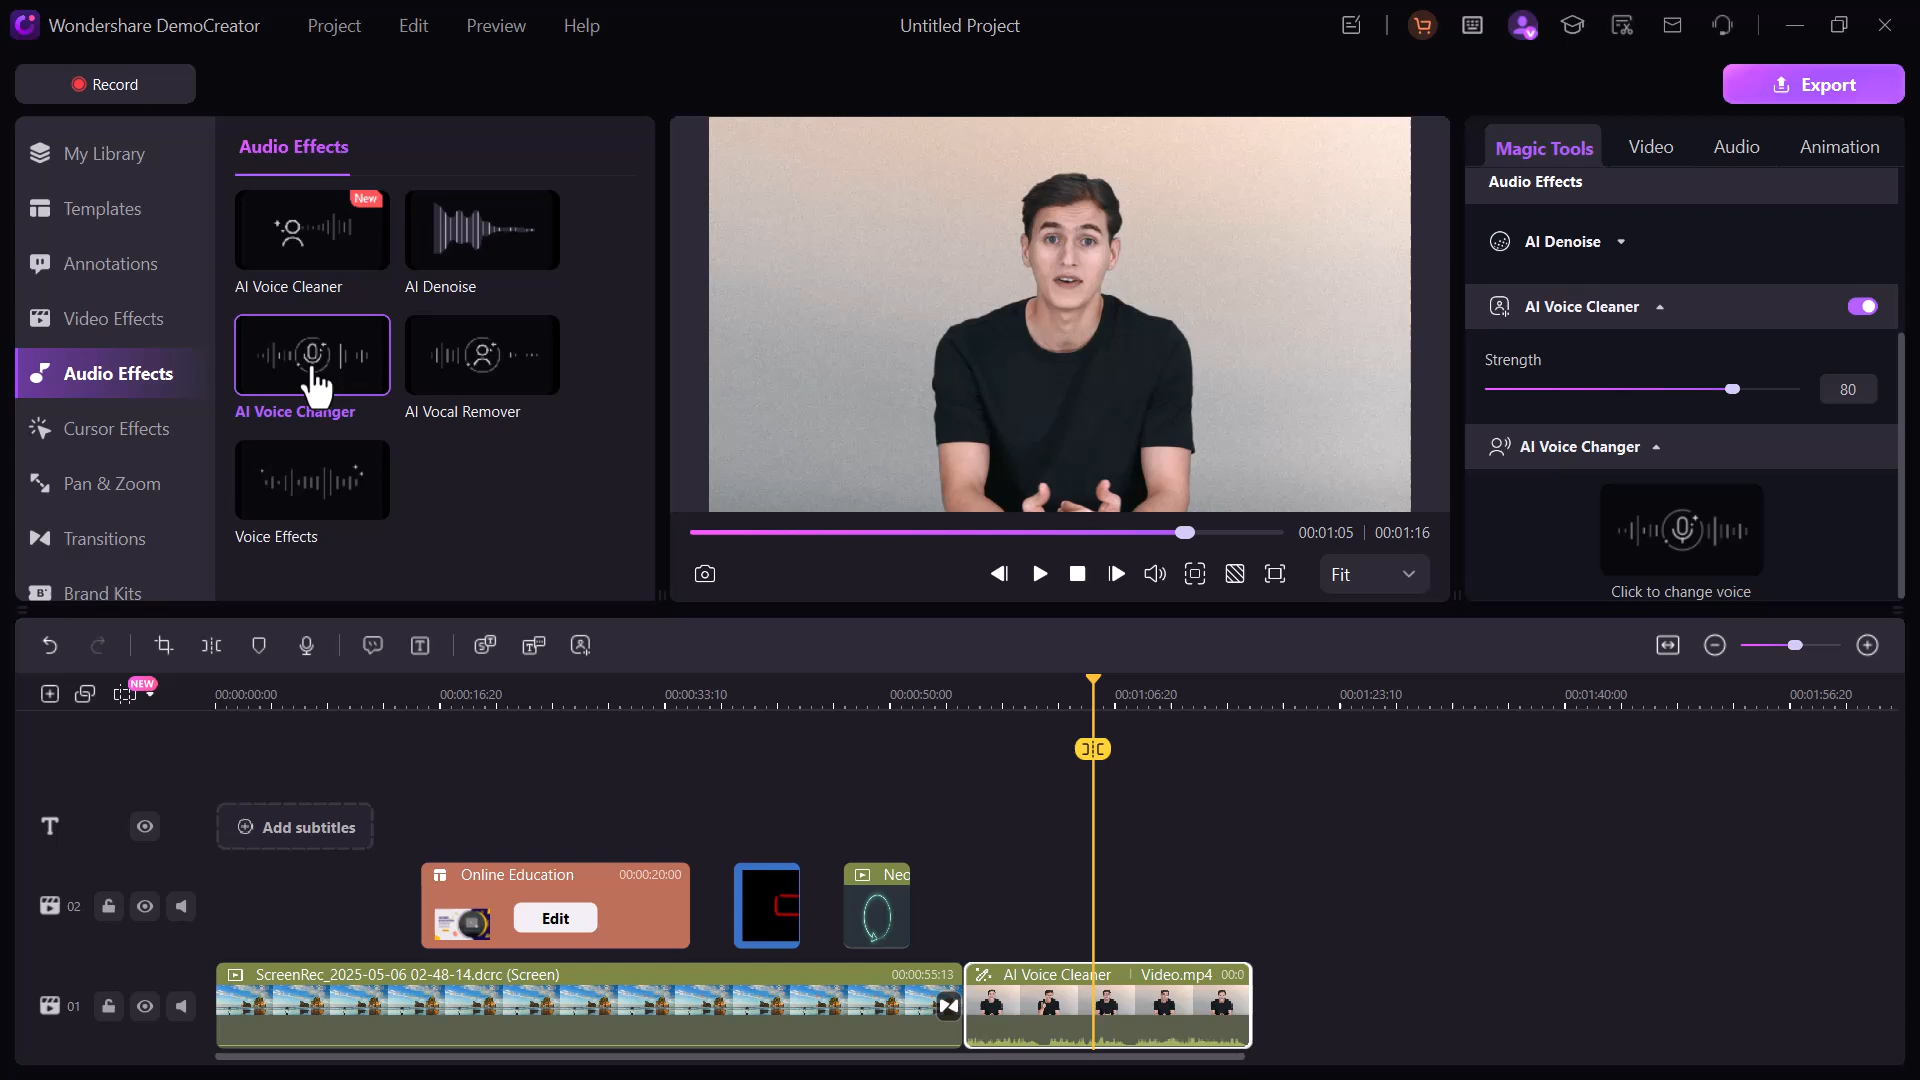 Wondershare DemoCreator
Project
Edit
Preview
Help
Untitled Project
Record
Export
My Library
Templates
Annotations
Video Effects
Audio Effects
Cursor Effects
Pan & Zoom
Transitions
Brand Kits
Audio Effects
New
AI Voice Cleaner
AI Denoise
AI Voice Changer
AI Vocal Remover
Voice Effects
00:01:05 | 00:01:16
Fit
Magic Tools
Video
Audio
Animation
Audio Effects
AI Denoise
AI Voice Cleaner
Strength
80
AI Voice Changer
Click to change voice
NEW
00:00:00:00
00:00:16:20
00:00:33:10
00:00:50:00
00:01:06:20
00:01:23:10
00:01:40:00
00:01:56:20
T
Add subtitles
02
Online Education
00:00:20:00
Edit
Neo
01
ScreenRec_2025-05-06 02-48-14.dcrc (Screen)
00:00:55:13
AI Voice Cleaner | Video.mp4
00:0